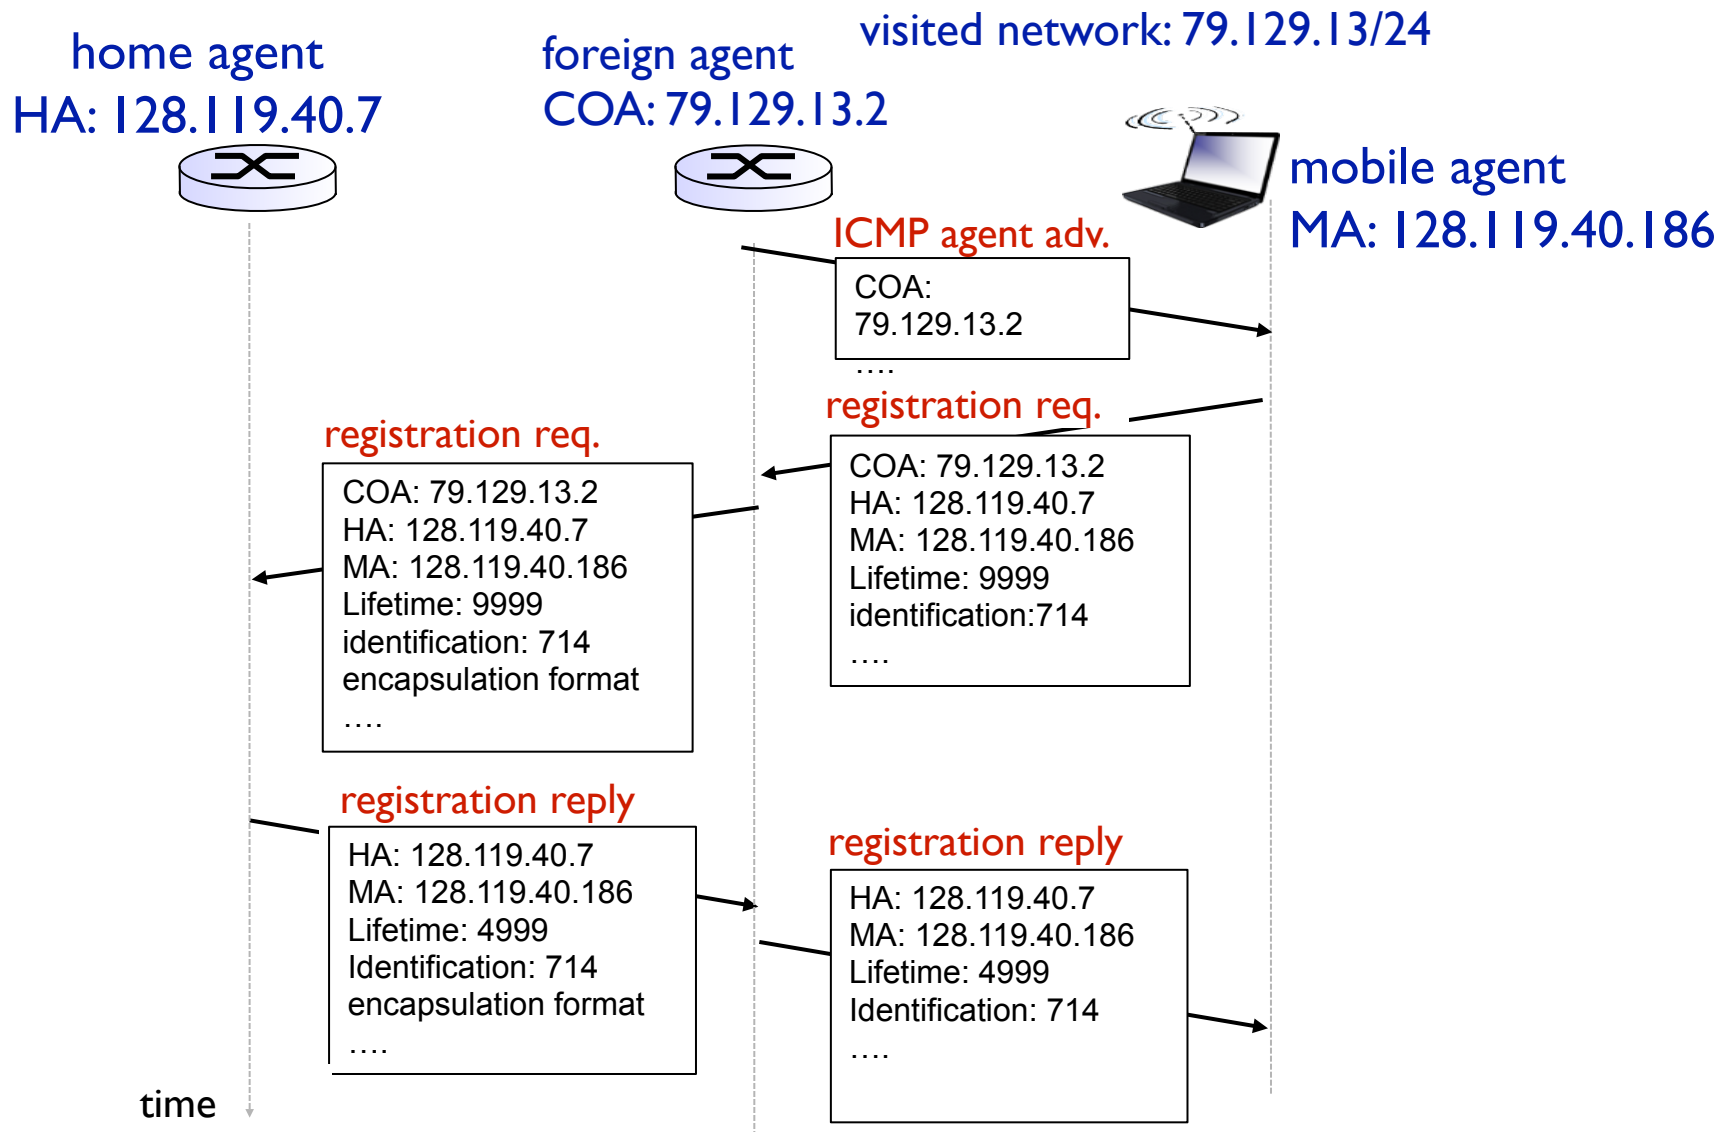 visited network: 79.129.13/24
home agent
HA: 128.119.40.7
foreign agent
COA: 79.129.13.2
mobile agent
MA: 128.119.40.186
ICMP agent adv.
COA:
79.129.13.2
….
registration req.
COA: 79.129.13.2
HA: 128.119.40.7
MA: 128.119.40.186
Lifetime: 9999
identification:714
….
registration req.
COA: 79.129.13.2
HA: 128.119.40.7
MA: 128.119.40.186
Lifetime: 9999
identification: 714
encapsulation format
….
registration reply
HA: 128.119.40.7
MA: 128.119.40.186
Lifetime: 4999
Identification: 714
encapsulation format
….
registration reply
HA: 128.119.40.7
MA: 128.119.40.186
Lifetime: 4999
Identification: 714
….
time